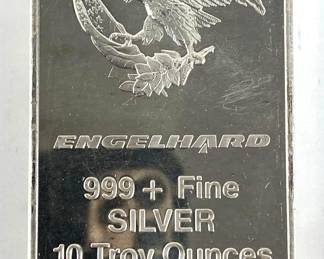 ENGELHARD
999 + Fine
SILVER
10 Troy Ounces